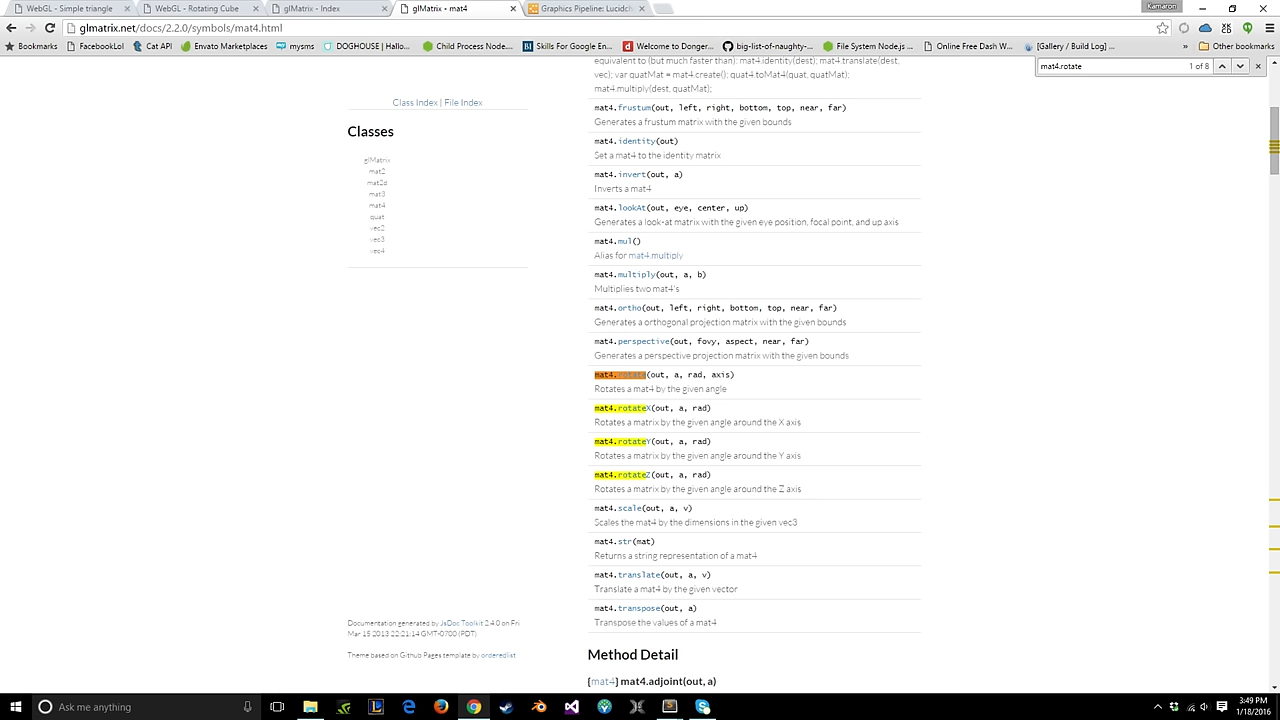 WebGL - Simple triangle
WebGL - Rotating Cube
glMatrix - Index
glMatrix - mat4
Graphics Pipeline: Lucidch
Kamaron
glmatrix.net/docs/2.2.0/symbols/mat4.html
Bookmarks
FacebookLol
Cat API
Envato Marketplaces
mysms
DOGHOUSE | Hallo...
Child Process Node....
Skills For Google En...
Welcome to Donger...
big-list-of-naughty-...
File System Node.js ...
Online Free Dash W...
[Gallery / Build Log] ...
»
Other bookmarks
mat4.rotate
1 of 8
equivalent to (but much faster than): mat4.identity(dest); mat4.translate(dest,
vec); var quatMat = mat4.create(); quat4.toMat4(quat, quatMat);
mat4.multiply(dest, quatMat);
Class Index | File Index
Classes
glMatrix
mat2
mat2d
mat3
mat4
quat
vec2
vec3
vec4
mat4.frustum(out, left, right, bottom, top, near, far)
Generates a frustum matrix with the given bounds
mat4.identity(out)
Set a mat4 to the identity matrix
mat4.invert(out, a)
Inverts a mat4
mat4.lookAt(out, eye, center, up)
Generates a look-at matrix with the given eye position, focal point, and up axis
mat4.mul()
Alias for mat4.multiply
mat4.multiply(out, a, b)
Multiplies two mat4's
mat4.ortho(out, left, right, bottom, top, near, far)
Generates a orthogonal projection matrix with the given bounds
mat4.perspective(out, fovy, aspect, near, far)
Generates a perspective projection matrix with the given bounds
mat4.rotate(out, a, rad, axis)
Rotates a mat4 by the given angle
mat4.rotateX(out, a, rad)
Rotates a matrix by the given angle around the X axis
mat4.rotateY(out, a, rad)
Rotates a matrix by the given angle around the Y axis
mat4.rotateZ(out, a, rad)
Rotates a matrix by the given angle around the Z axis
mat4.scale(out, a, v)
Scales the mat4 by the dimensions in the given vec3
mat4.str(mat)
Returns a string representation of a mat4
mat4.translate(out, a, v)
Translate a mat4 by the given vector
mat4.transpose(out, a)
Transpose the values of a mat4
Documentation generated by JsDoc Toolkit 2.4.0 on Fri
Mar 15 2013 22:21:14 GMT-0700 (PDT)
Theme based on Github Pages template by orderedlist
Method Detail
[mat4] mat4.adjoint(out, a)
Ask me anything
3:49 PM
1/18/2016